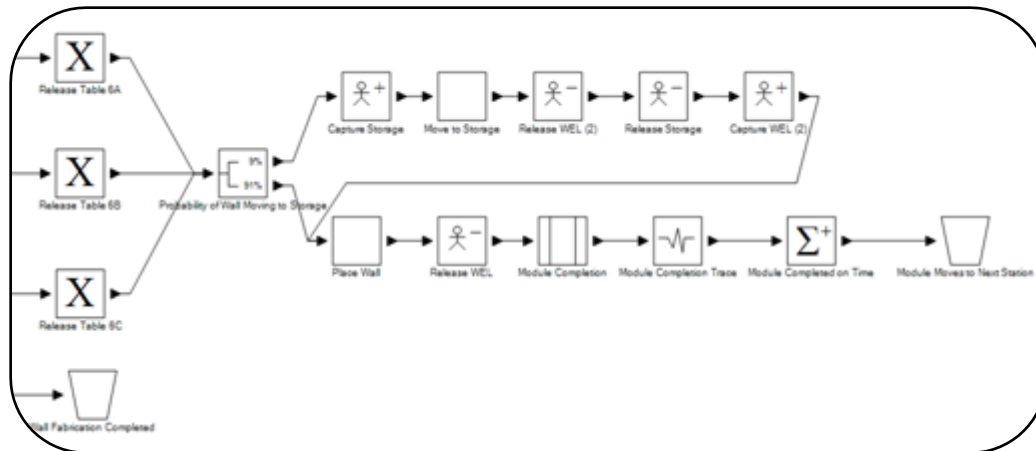 X
Release Table 6A
Capture Storage
Move to Storage
Release WEL (2)
Release Storage
Capture WEL (2)
X
Release Table 6B
9%
91%
Probability of Wall Moving to Storage
Place Wall
Release WEL
Module Completion
Module Completion Trace
Σ+
Module Completed on Time
Module Moves to Next Station
X
Release Table 6C
Wall Fabrication Completed